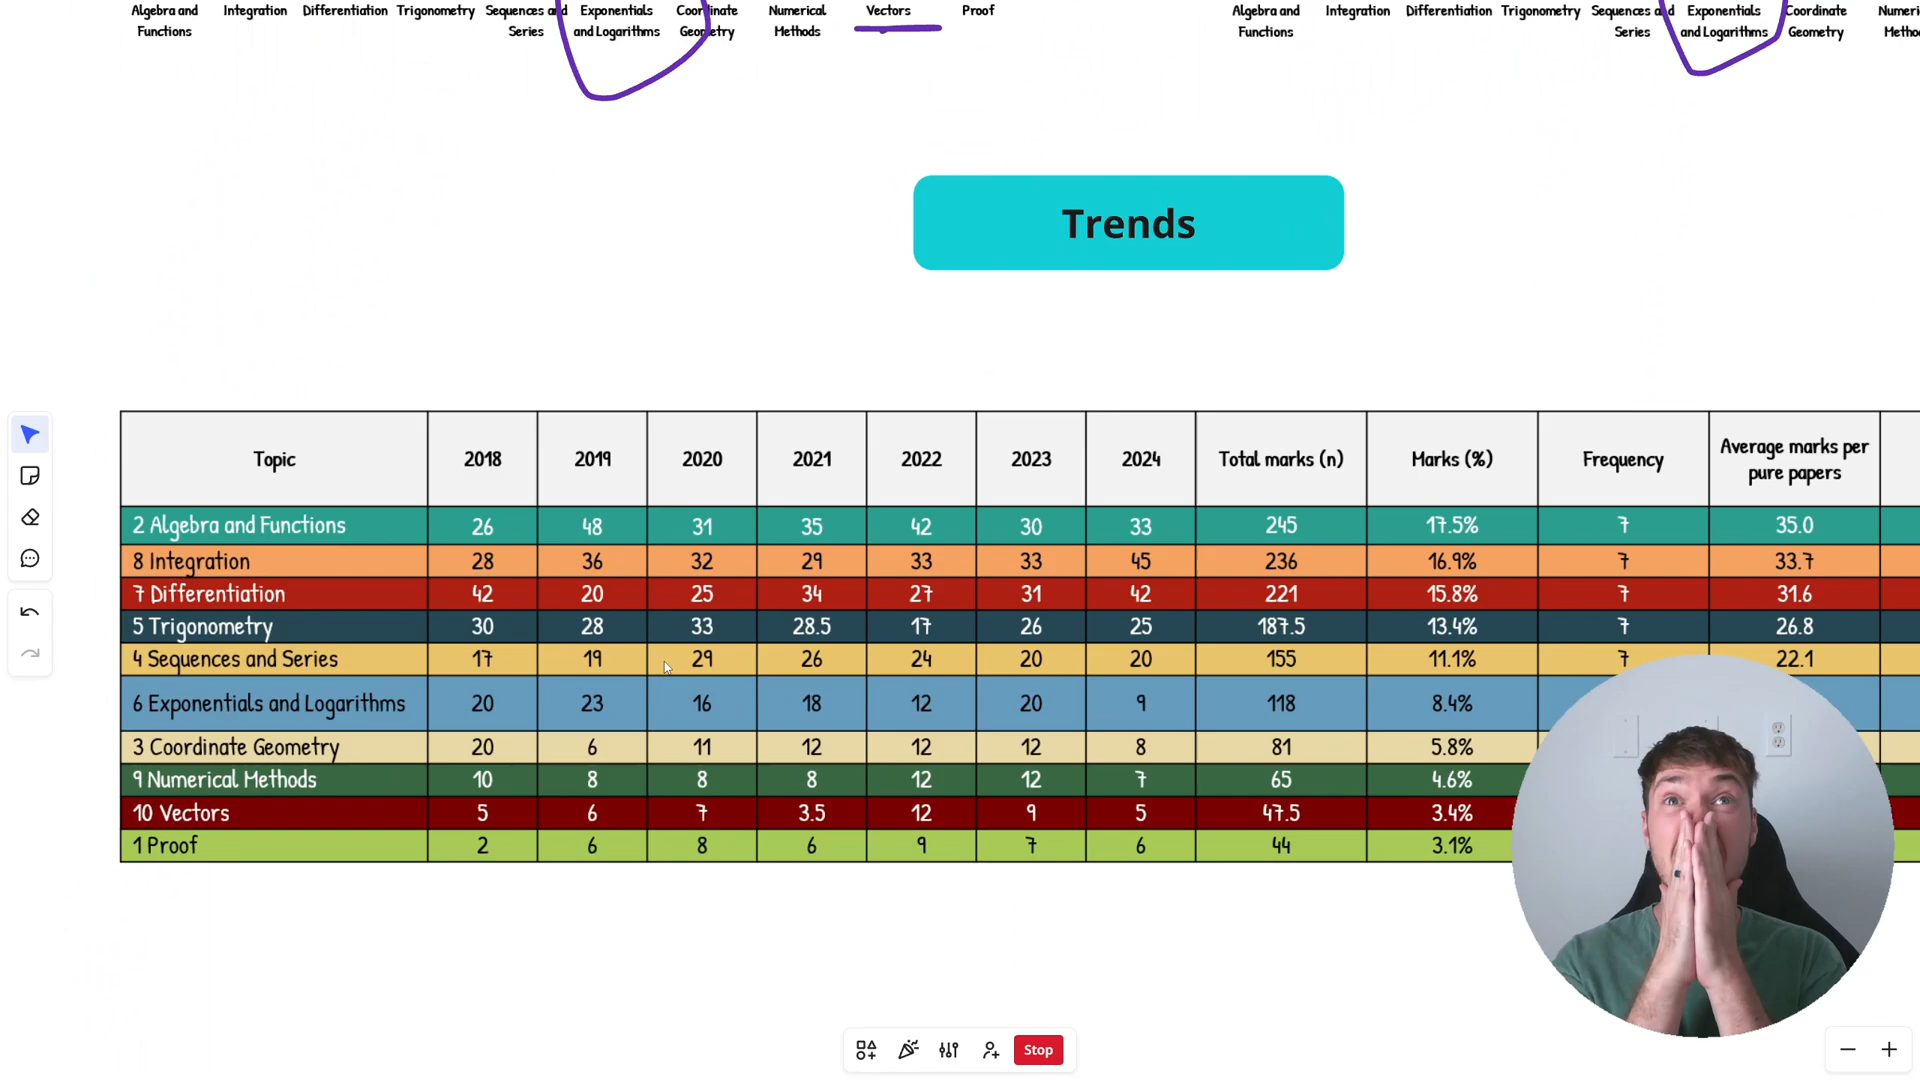 Algebra and Functions Integration Differentiation Trigonometry Sequences and Series Exponentials and Logarithms Coordinate Geometry Numerical Methods Vectors Proof
Algebra and Functions Integration Differentiation Trigonometry Sequences and Series Exponentials and Logarithms Coordinate Geometry
Trends
Topic 2018 2019 2020 2021 2022 2023 2024 Total marks (n) Marks (%) Frequency Average marks per pure papers
2 Algebra and Functions 26 48 31 35 42 30 33 245 17.5% 7 35.0
8 Integration 28 36 32 29 33 33 45 236 16.9% 7 33.7
7 Differentiation 42 20 25 34 27 31 42 221 15.8% 7 31.6
5 Trigonometry 30 28 33 28.5 17 26 25 187.5 13.4% 7 26.8
4 Sequences and Series 17 19 29 26 24 20 20 155 11.1% 7 22.1
6 Exponentials and Logarithms 20 23 16 18 12 20 9 118 8.4%
3 Coordinate Geometry 20 6 11 12 12 12 8 81 5.8%
9 Numerical Methods 10 8 8 8 12 12 7 65 4.6%
10 Vectors 5 6 7 3.5 12 9 5 47.5 3.4%
1 Proof 2 6 8 6 9 7 6 44 3.1%
Stop